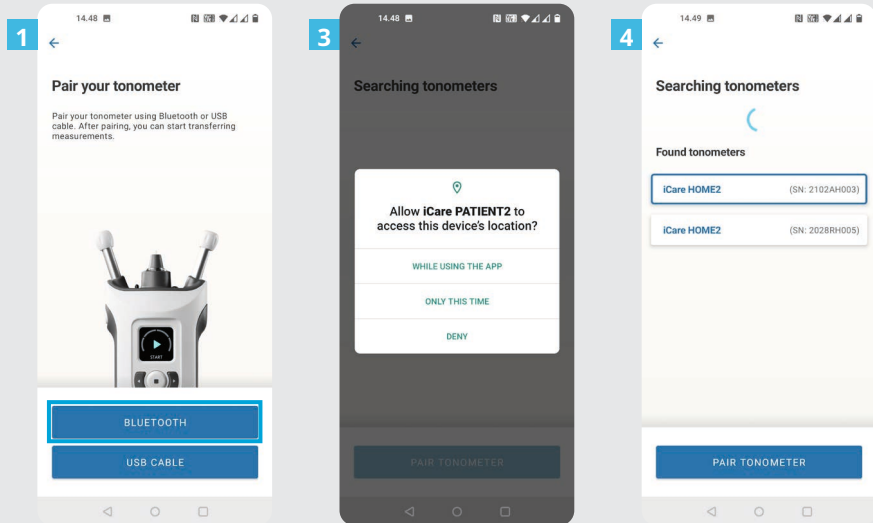 1
14.48
Pair your tonometer
Pair your tonometer using Bluetooth or USB
cable. After pairing, you can start transferring
measurements.
START
BLUETOOTH
USB CABLE
3
14.48
Searching tonometers
Allow iCare PATIENT2 to
access this device's location?
WHILE USING THE APP
ONLY THIS TIME
DENY
PAIR TONOMETER
4
14.49
Searching tonometers
Found tonometers
iCare HOME2 (SN: 2102AH003)
iCare HOME2 (SN: 2028RH005)
PAIR TONOMETER